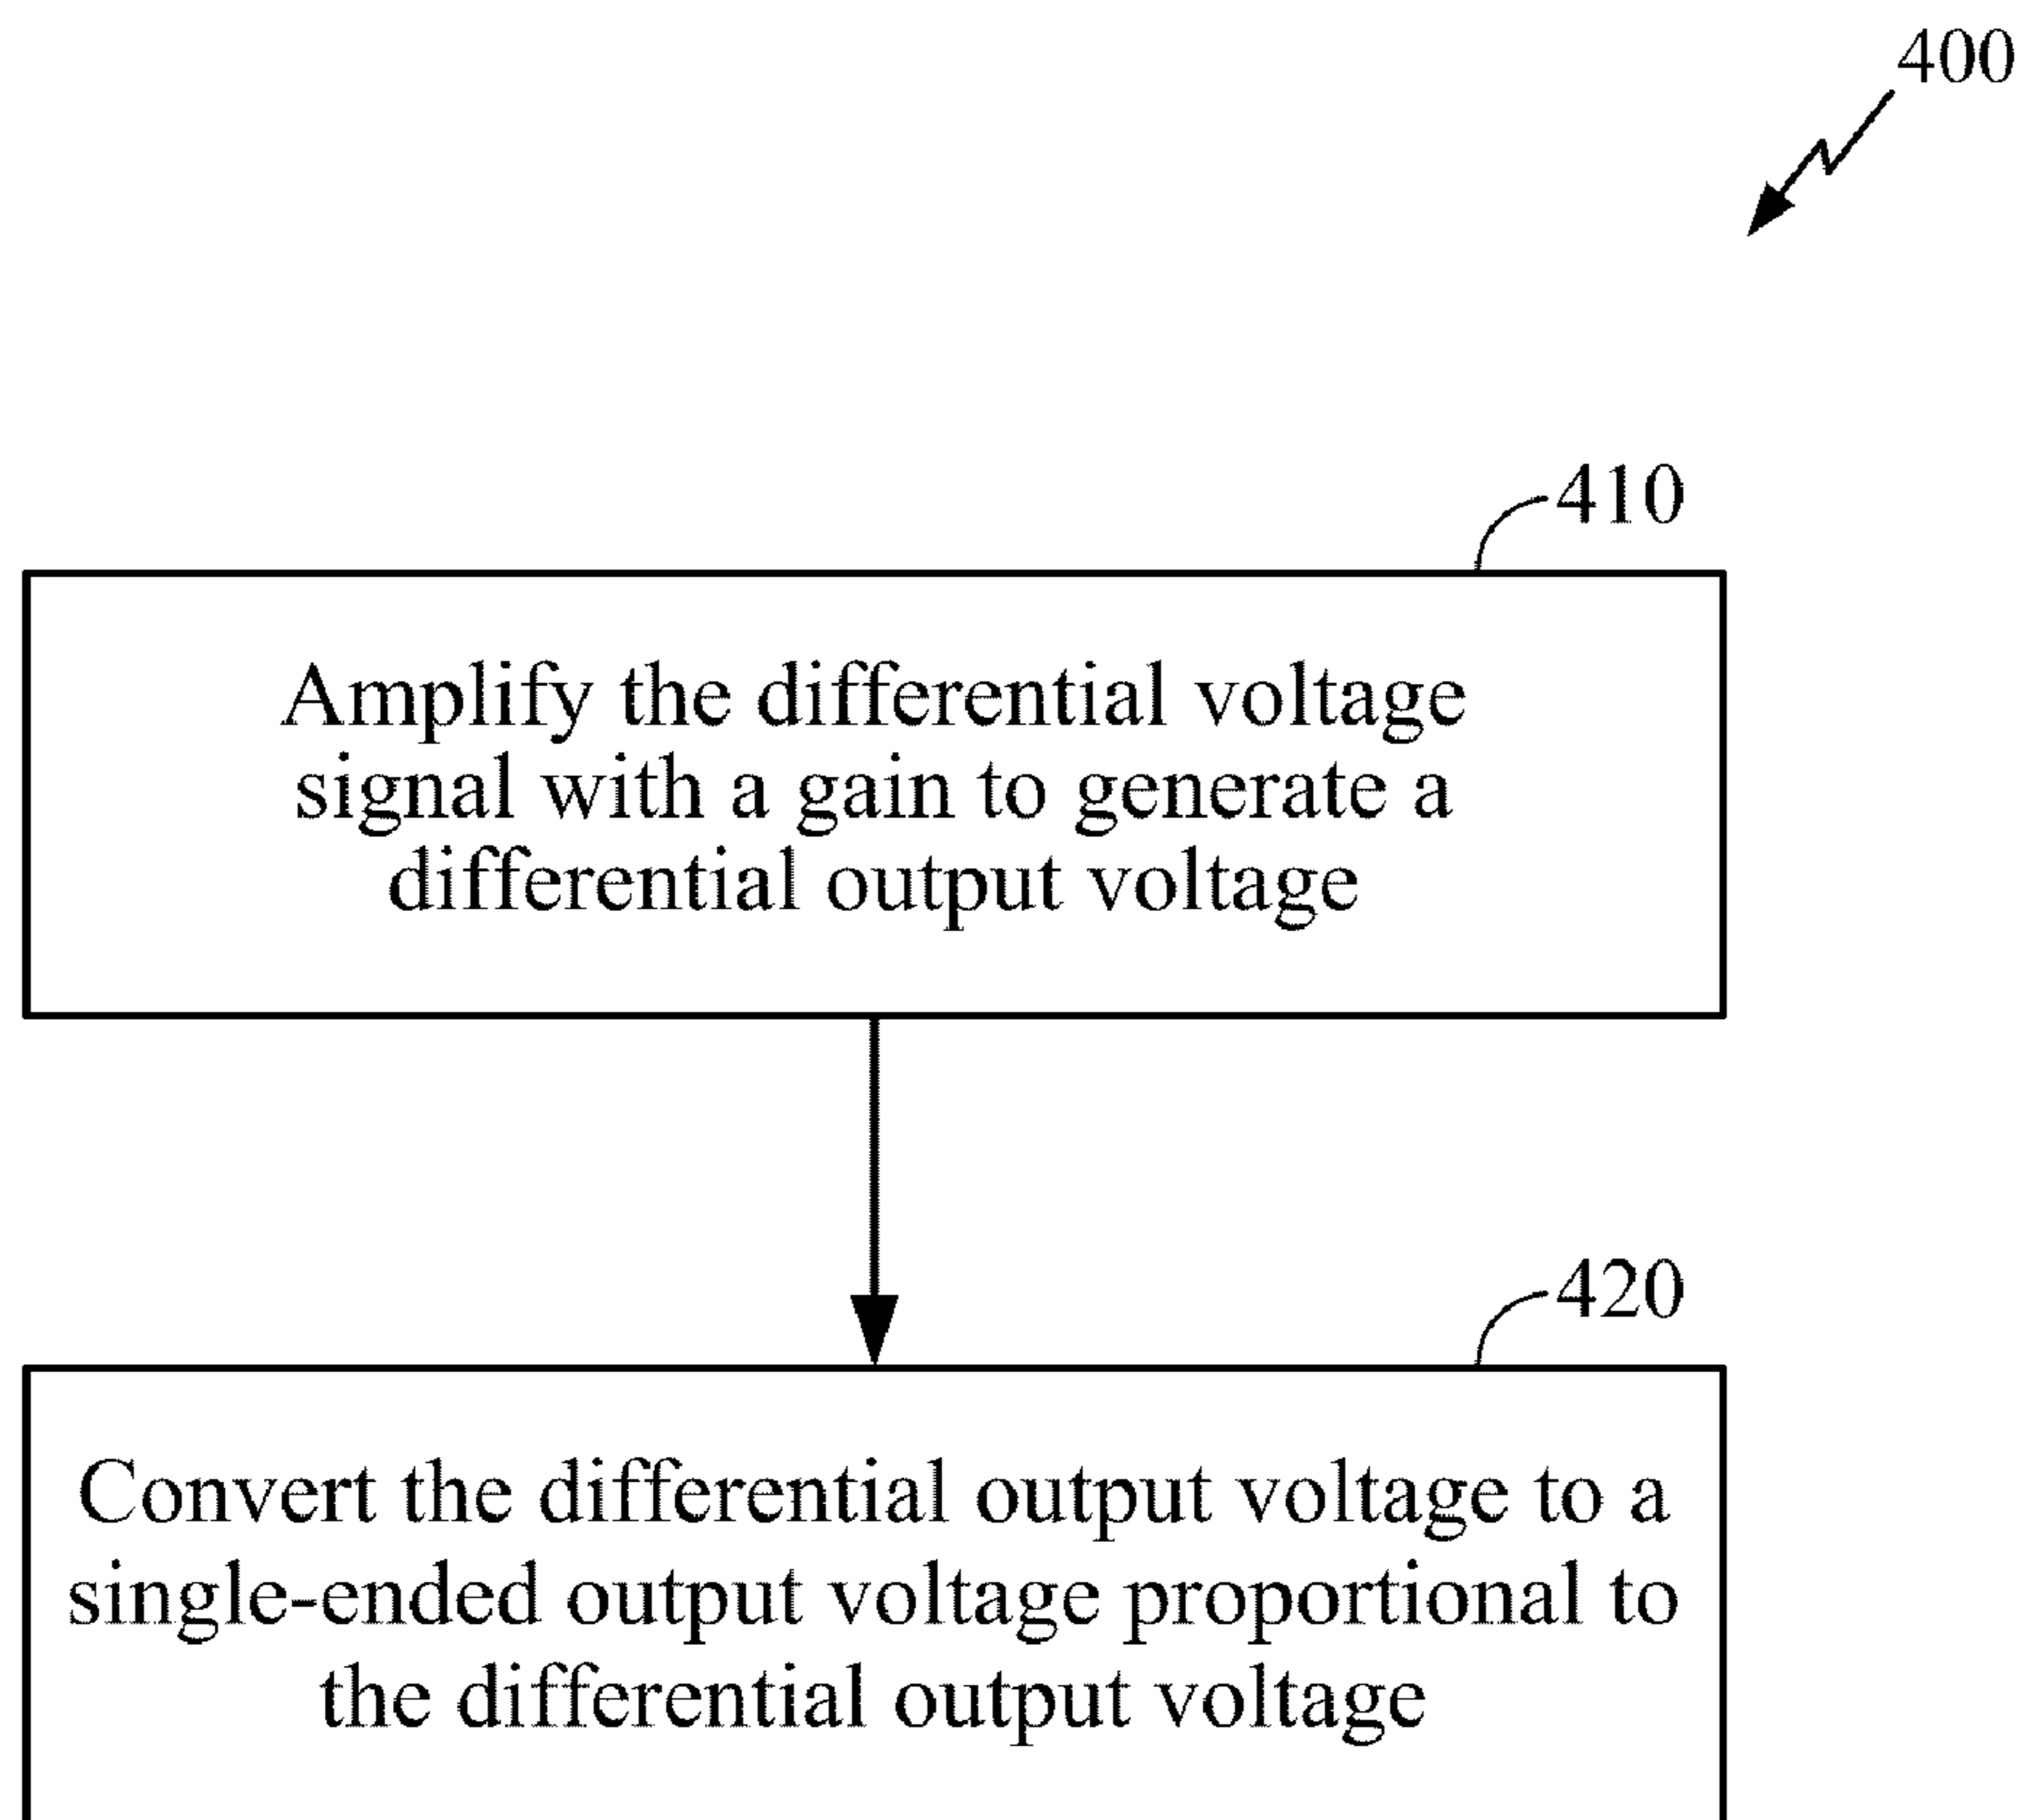 400
410
Amplify the differential voltage
signal with a gain to generate a
differential output voltage
420
Convert the differential output voltage to a
single-ended output voltage proportional to
the differential output voltage